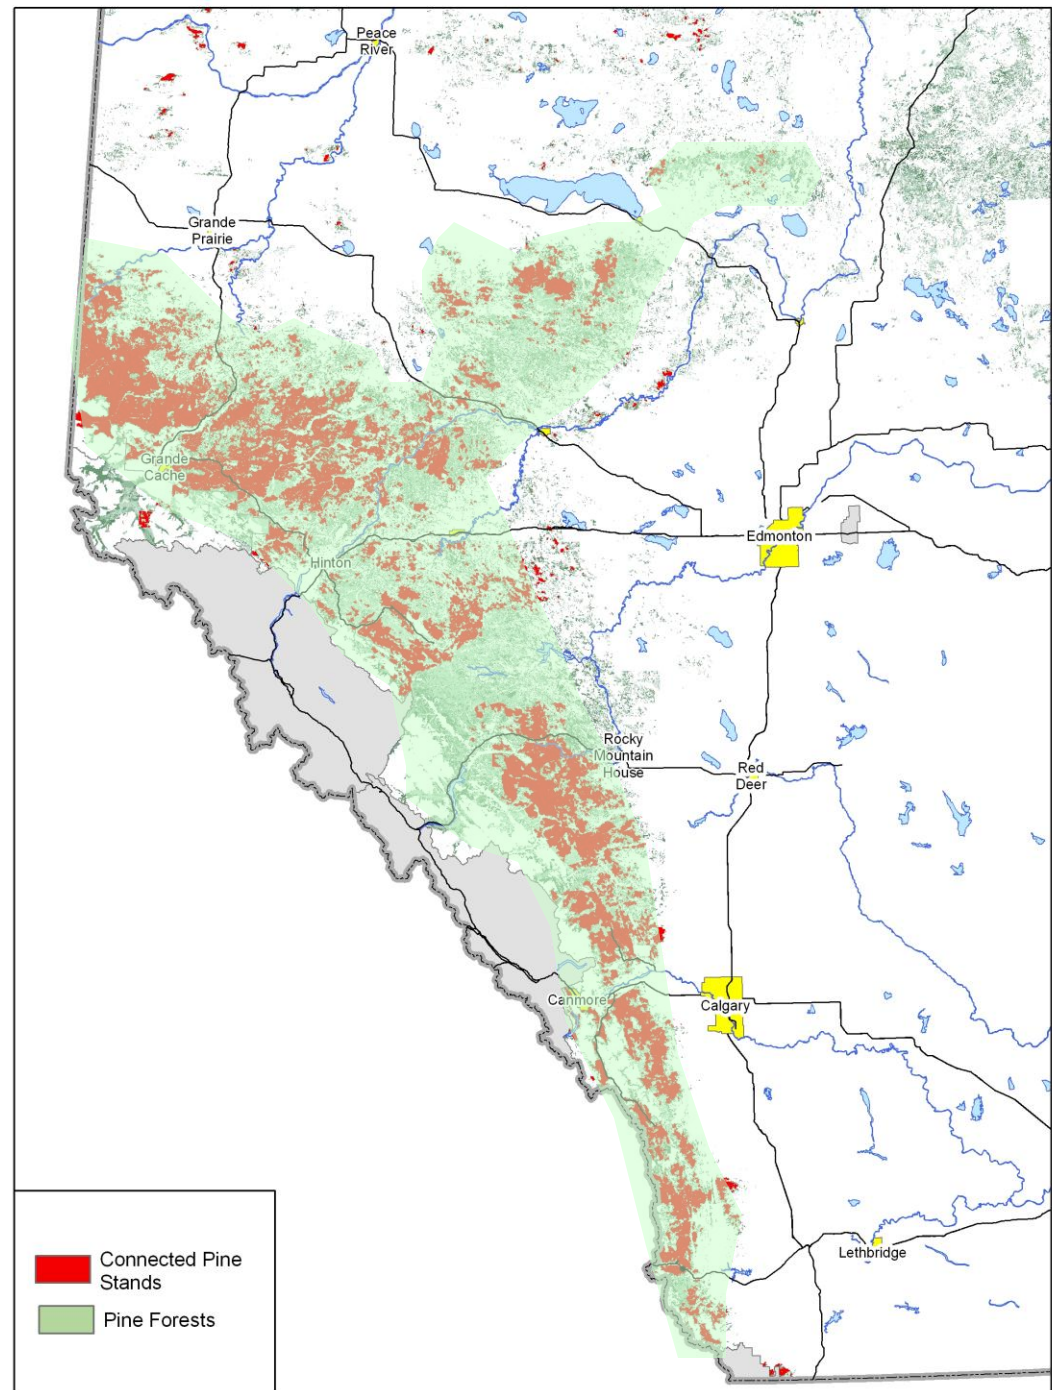 Peace
River
Grande
Prairie
Grande
Cache
Hinton
Edmonton
Rocky
Mountain
House
Red
Deer
Canmore
Calgary
Lethbridge
Connected Pine
Stands
Pine Forests